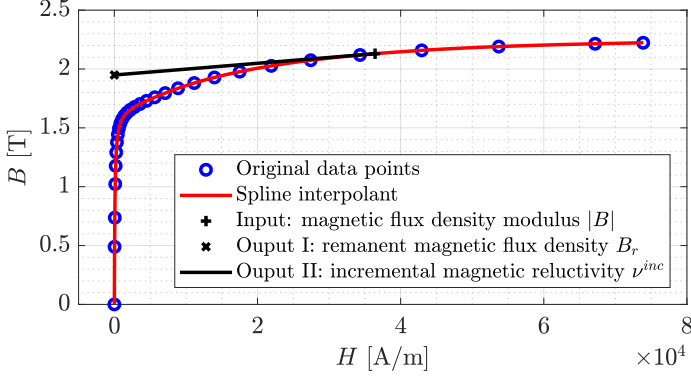 2.5
2
1.5
1
0.5
0
B [T]
Original data points
Spline interpolant
Input: magnetic flux density modulus |B|
Ouput I: remanent magnetic flux density B_r
Ouput II: incremental magnetic reluctivity ν^{inc}
0
2
4
6
8
H [A/m]
×10^4